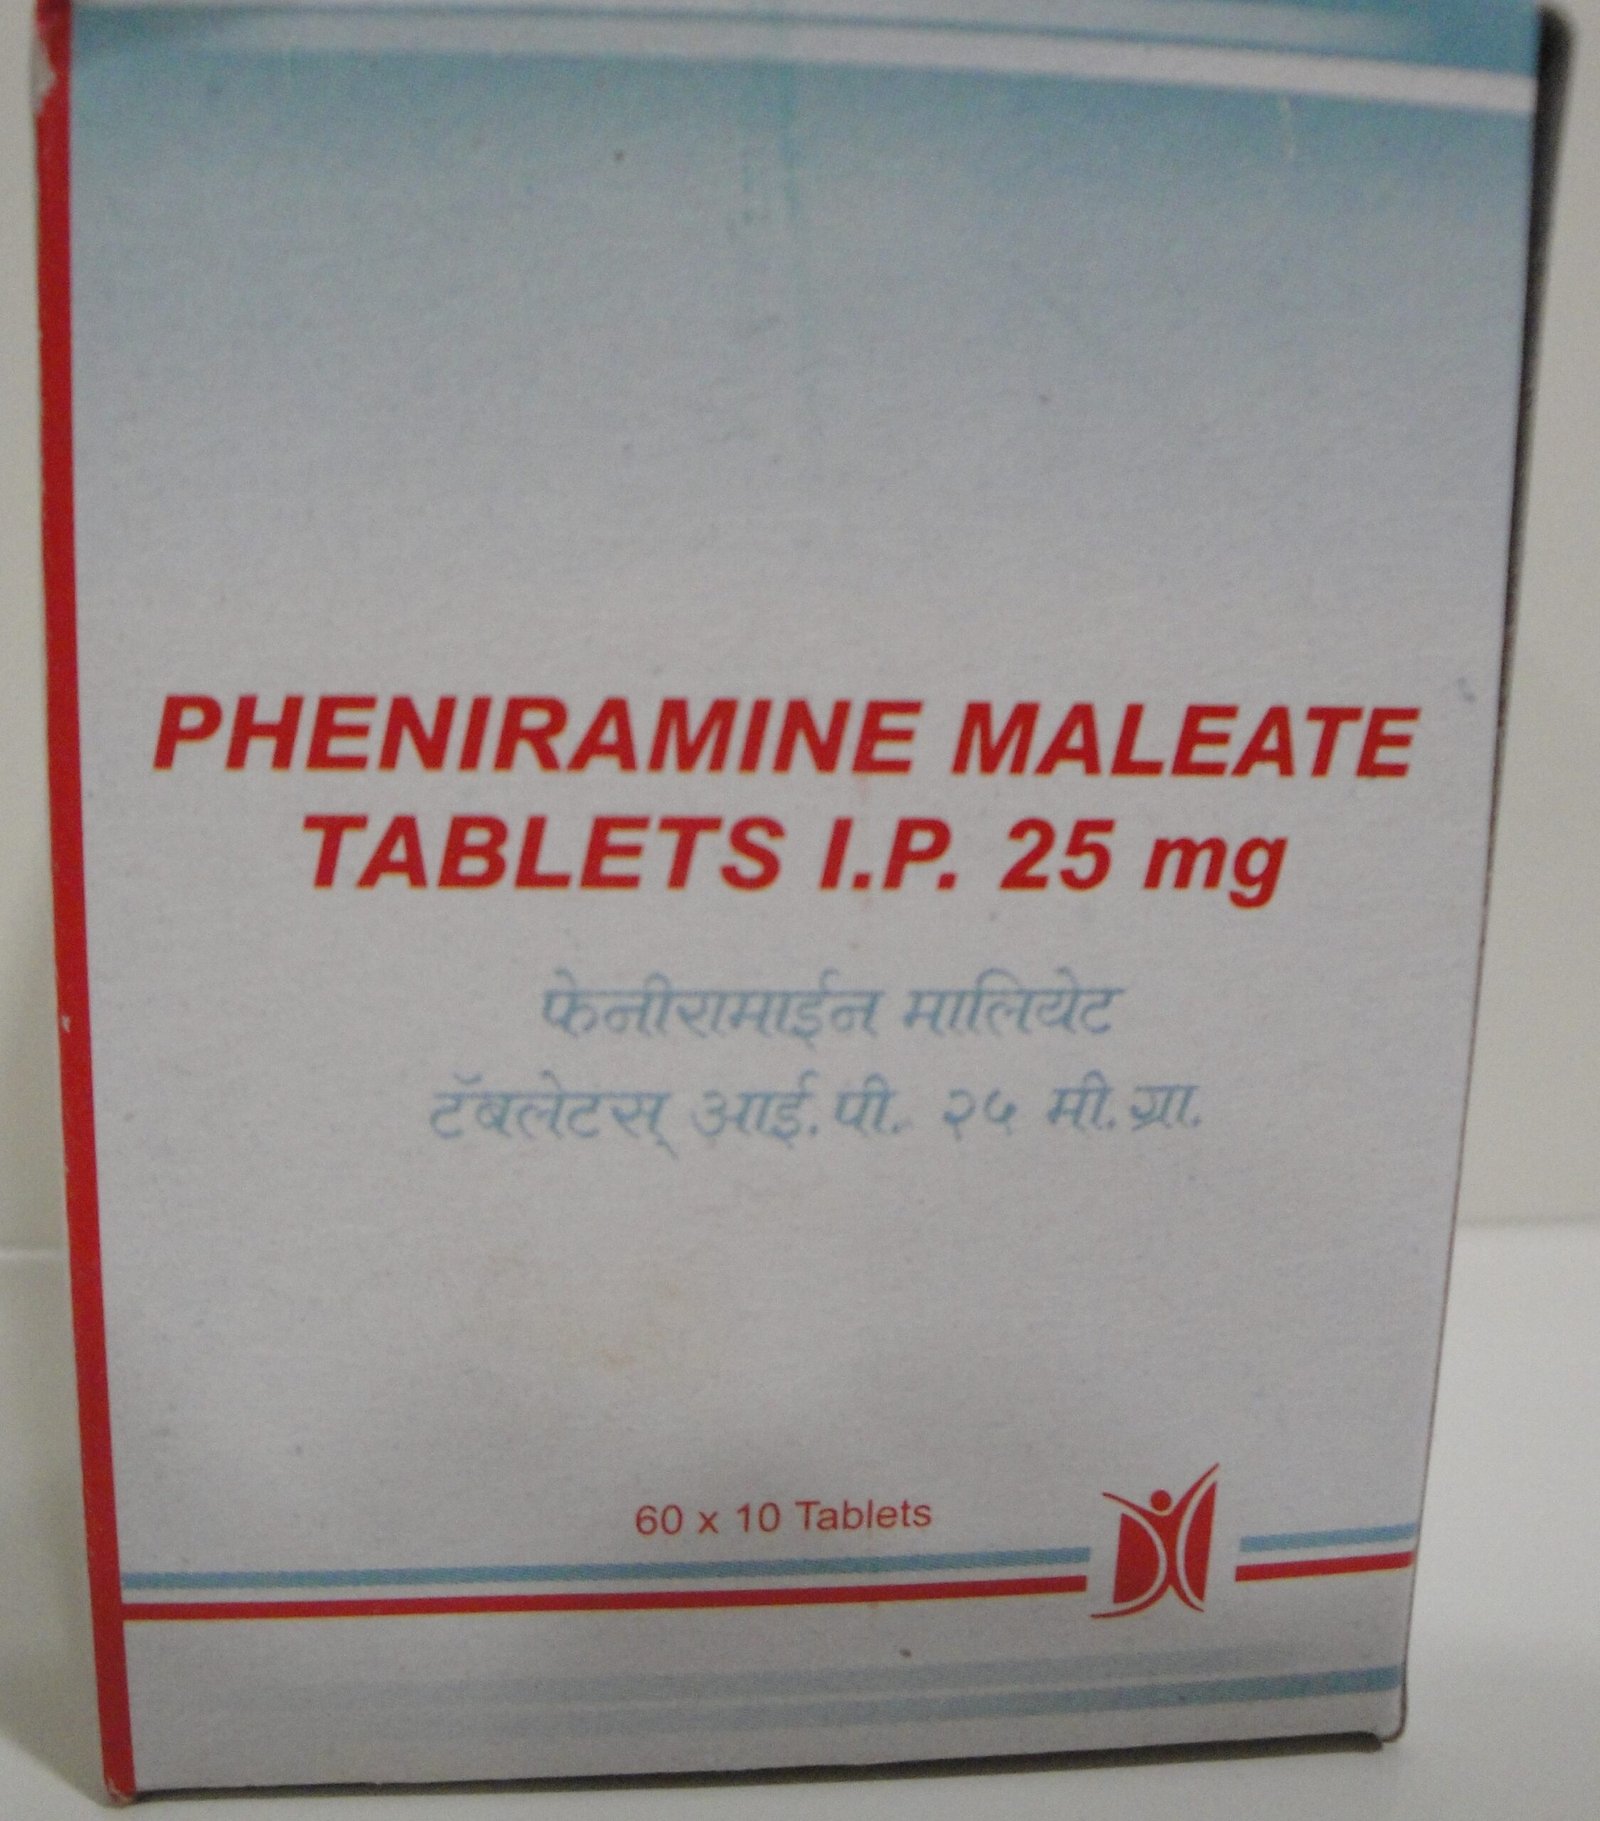 PHENIRAMINE MALEATE
TABLETS I.P. 25 mg
फेनीरामाईन मालियेट
टॅबलेटस् आई.पी. २५ मी.ग्रा.
60 x 10 Tablets